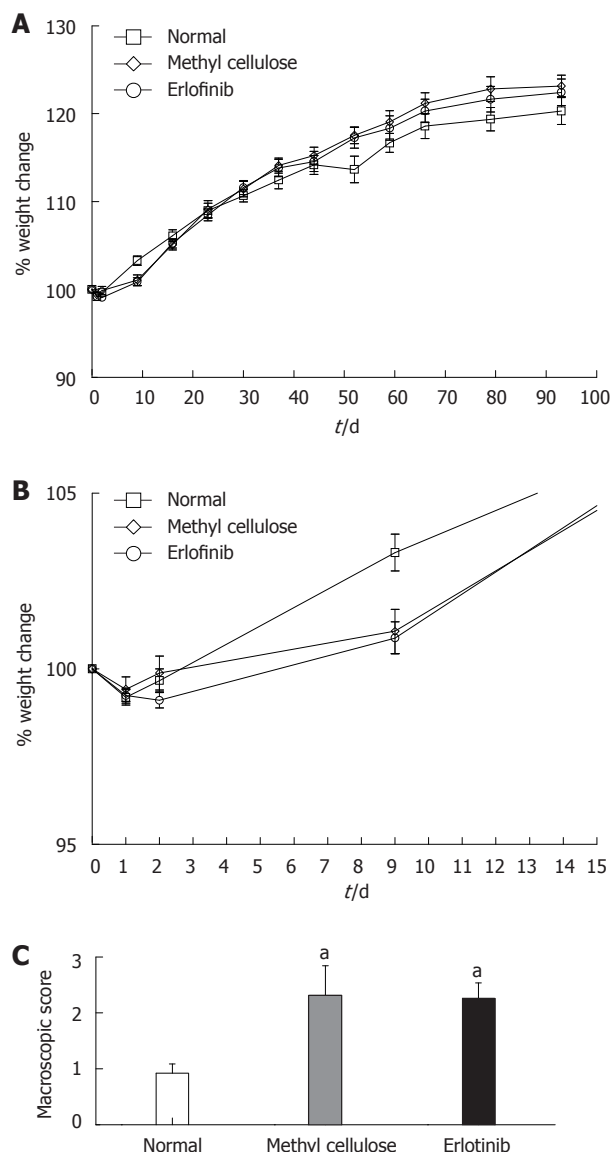 A
130
120
110
100
90
% weight change
Normal
Methyl cellulose
Erlofinib
0 10 20 30 40 50 60 70 80 90 100
t/d
B
105
100
95
% weight change
Normal
Methyl cellulose
Erlofinib
0 1 2 3 4 5 6 7 8 9 10 11 12 13 14 15
t/d
C
3
2
1
0
Macroscopic score
a
a
Normal Methyl cellulose Erlotinib